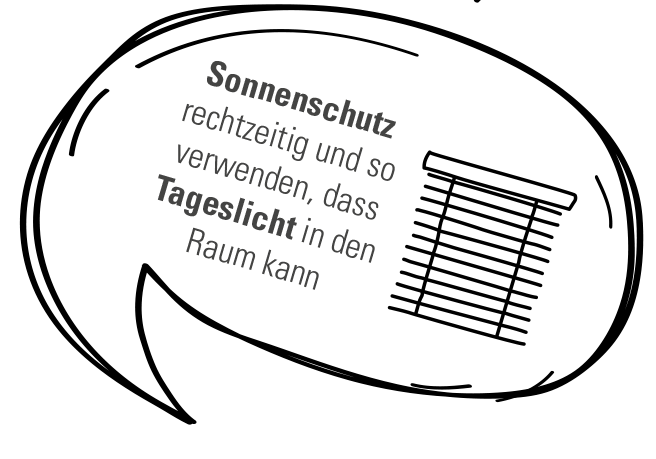 Sonnenschutz
rechtzeitig und so
verwenden, dass
Tageslicht in den
Raum kann